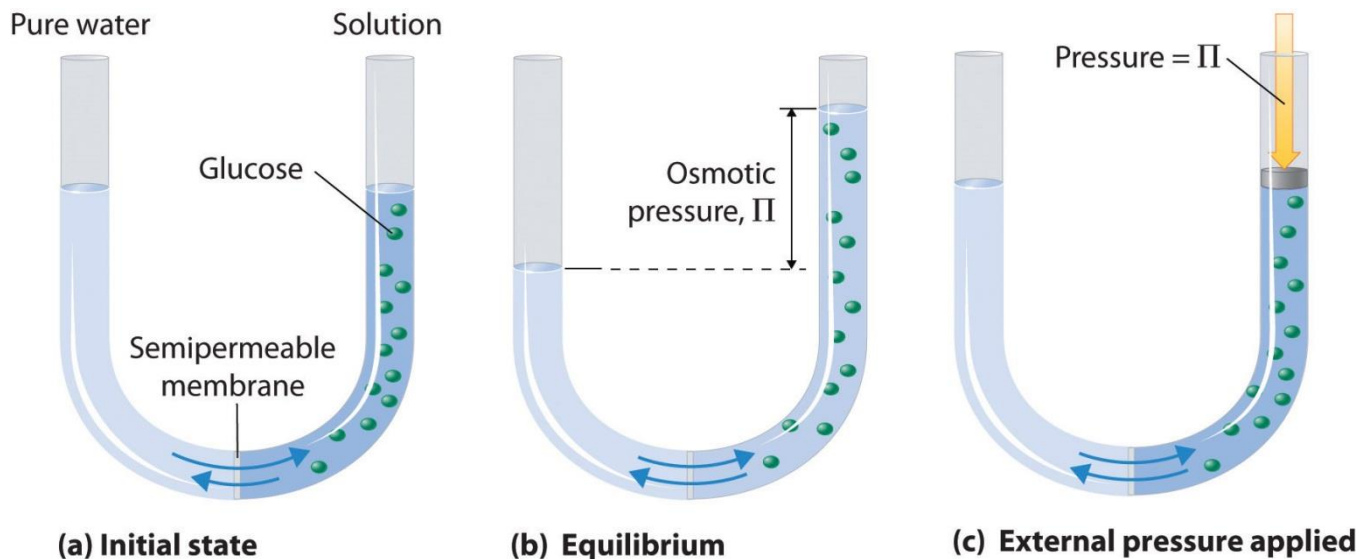 Pure water
Solution
Glucose
Semipermeable
membrane
(a) Initial state
Osmotic
pressure, Π
(b) Equilibrium
Pressure = Π
(c) External pressure applied